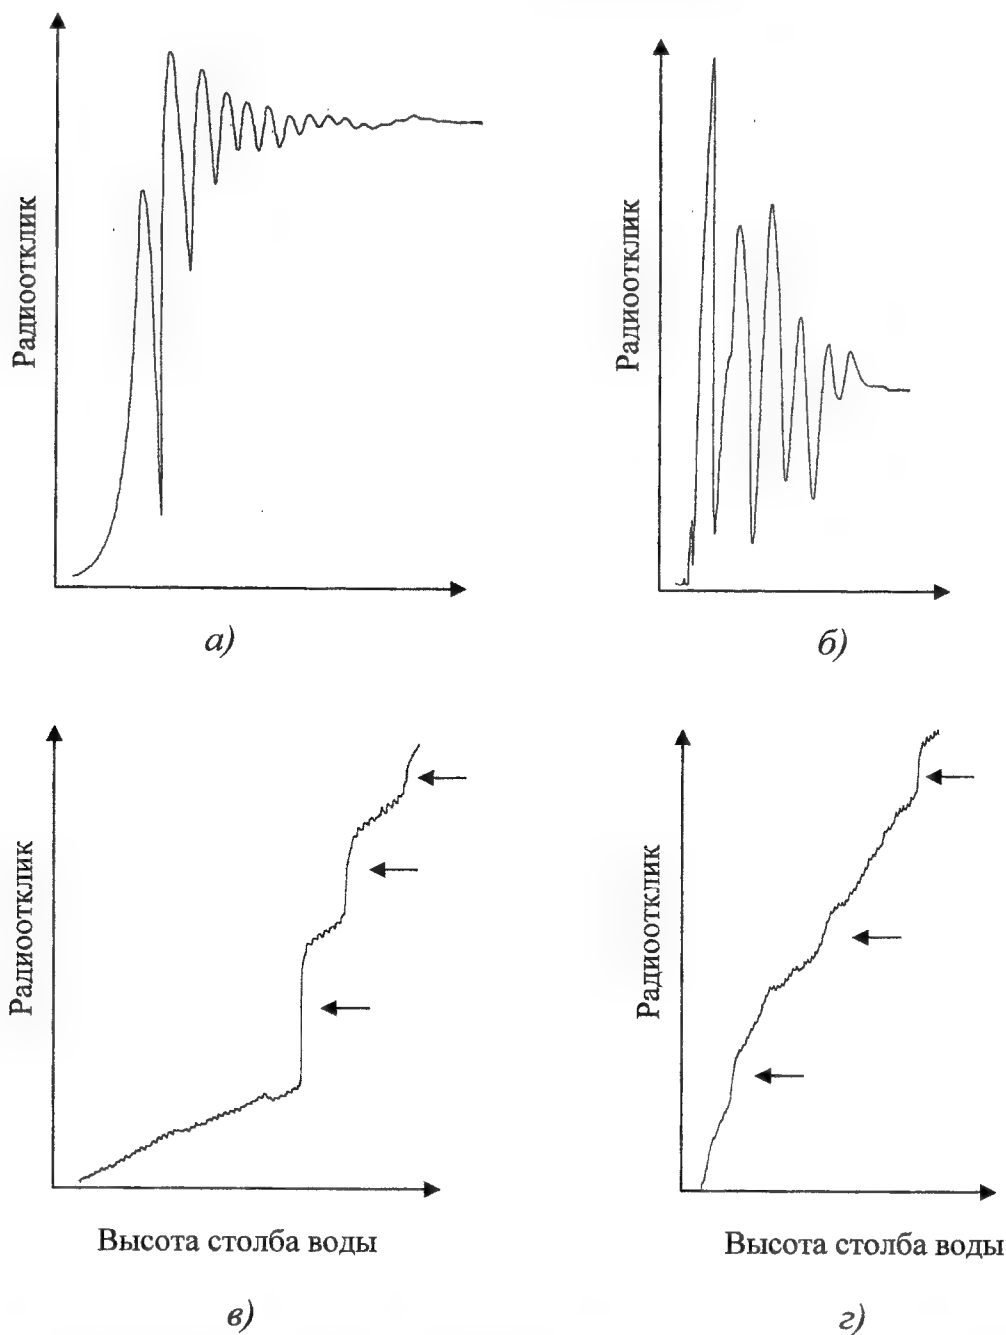 Радиоотклик
Радиоотклик
а)
б)
Радиоотклик
Радиоотклик
Высота столба воды
Высота столба воды
в)
г)